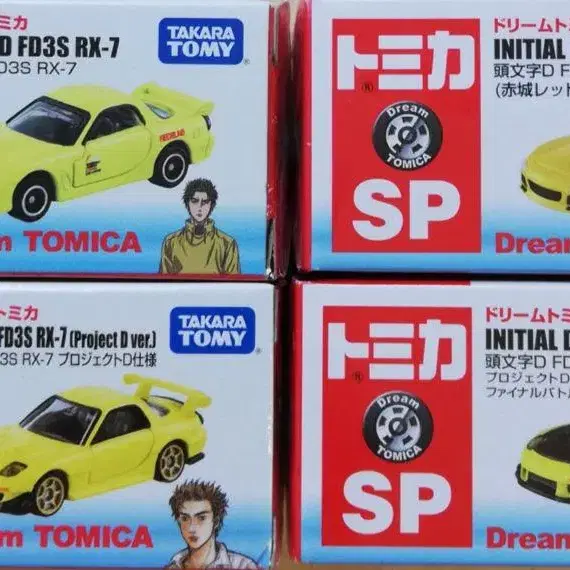 ミカ
D FD3S RX-7
D3S RX-7
TAKARA
TOMY
REDSUNS
m TOMICA
トミカ
®
Dream
TOMICA
SP
ドリームトミ
INITIAL
頭文字D F
(赤城レッド
Dream
トミカ
FD3S RX-7 (Project D ver.)
3S RX-7 プロジェクトD仕様
TAKARA
TOMY
m TOMICA
トミカ
®
Dream
TOMICA
SP
ドリームトミ
INITIAL D
頭文字D FD
プロジェクトD
ファイナルバトル
Dream